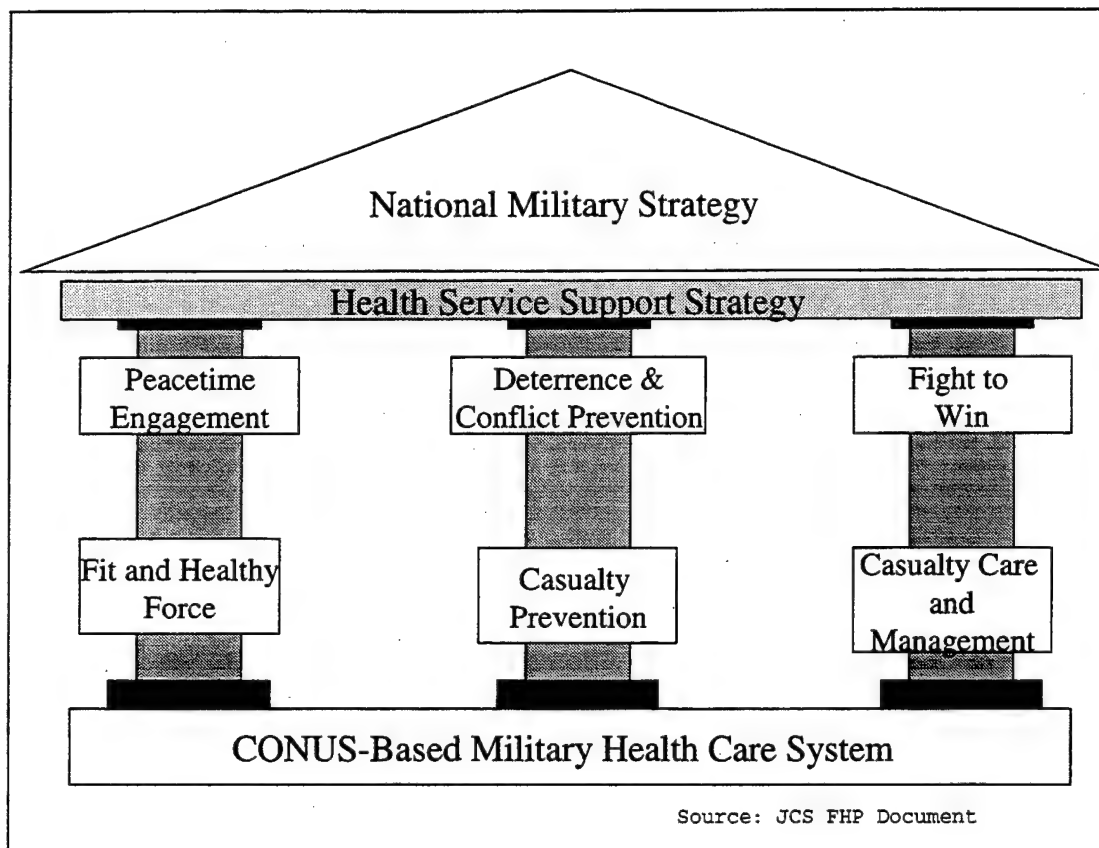 National Military Strategy
Health Service Support Strategy
Peacetime
Engagement
Deterrence &
Conflict Prevention
Fight to
Win
Fit and Healthy
Force
Casualty
Prevention
Casualty Care
and
Management
CONUS-Based Military Health Care System
Source: JCS FHP Document